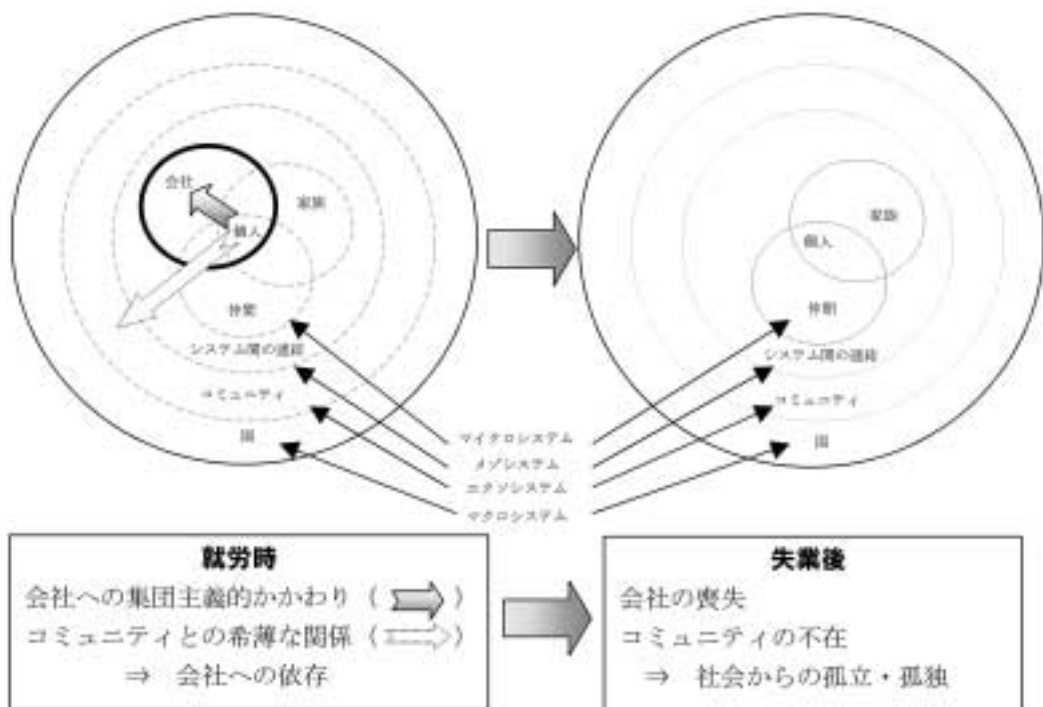 会社
家族
個人
仲間
システム間の連結
コミュニティ
国
家族
個人
仲間
システム間の連結
コミュニティ
国
マイクロシステム
メゾシステム
エクソシステム
マクロシステム
就労時
会社への集団主義的かかわり（ ）
コミュニティとの希薄な関係（ ）
⇒ 会社への依存
失業後
会社の喪失
コミュニティの不在
⇒ 社会からの孤立・孤独